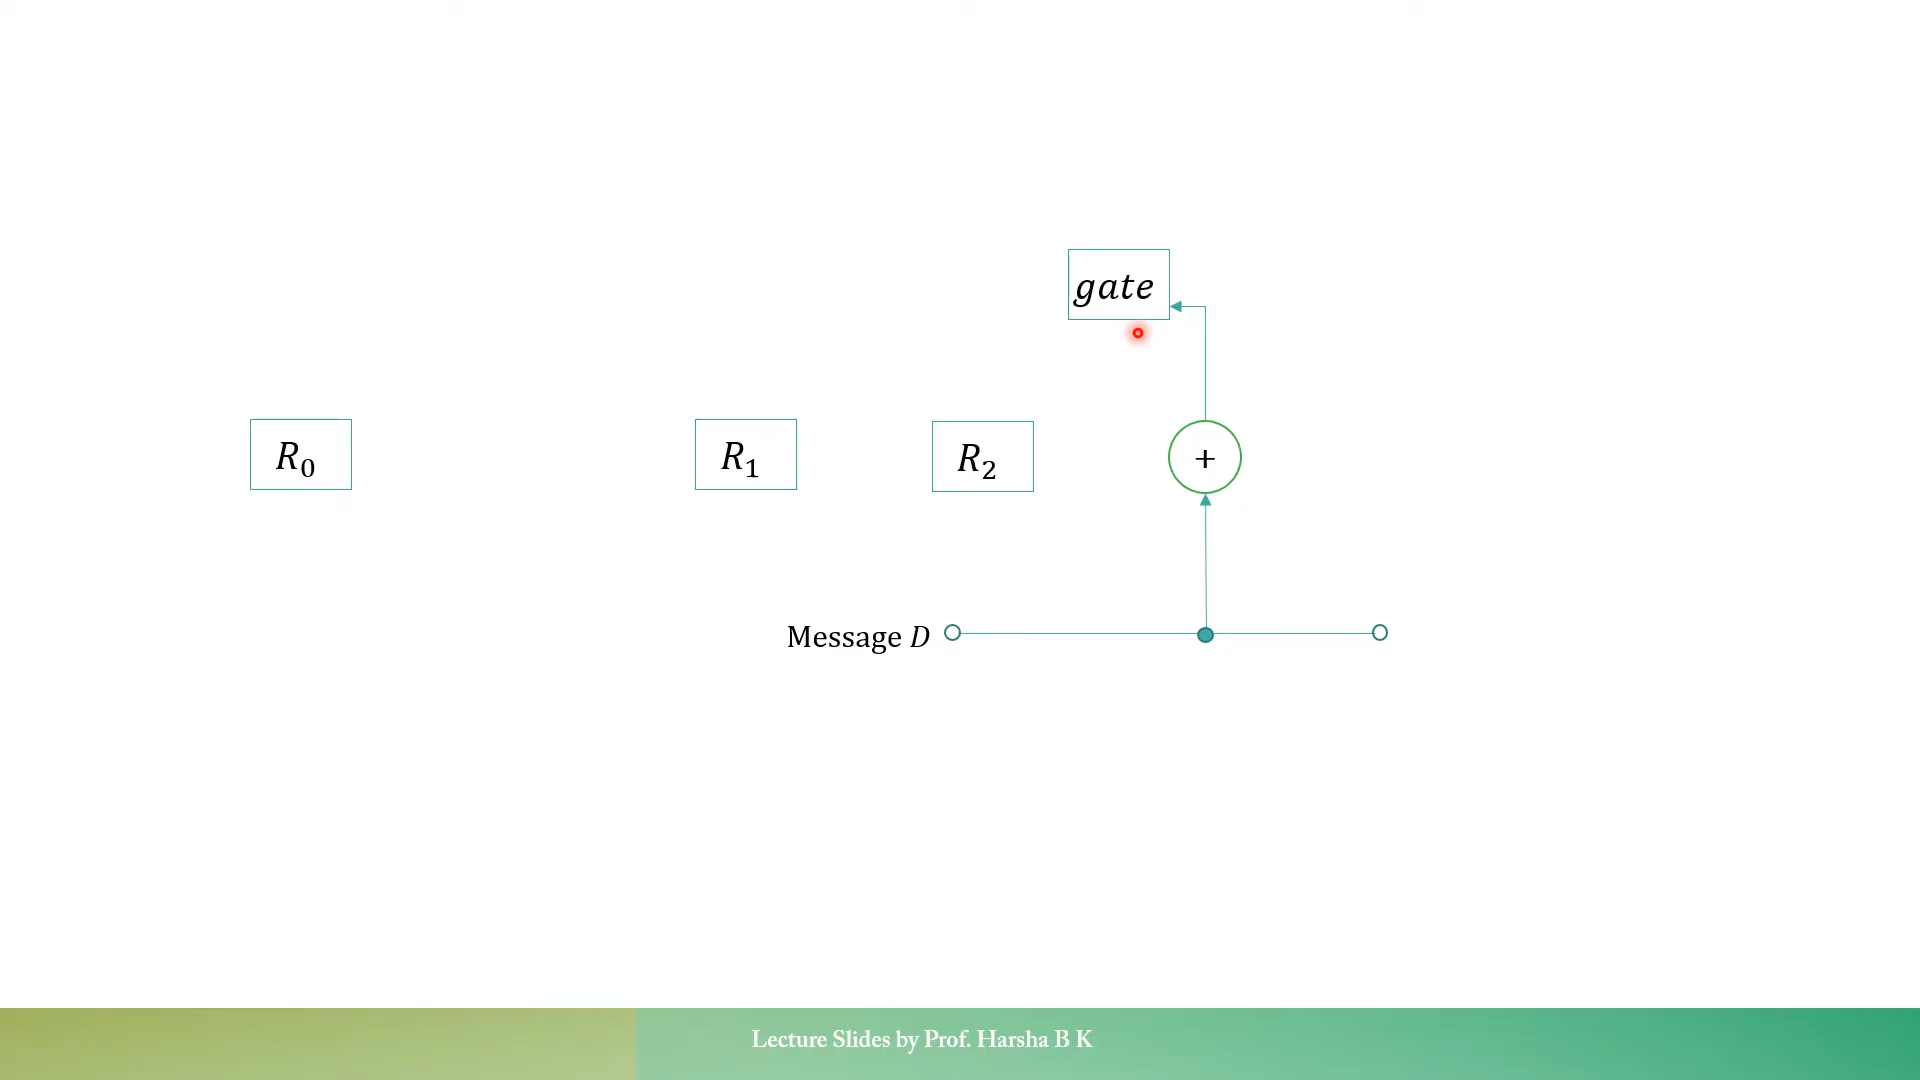 gate
R₀
R₁
R₂
+
Message D
Lecture Slides by Prof. Harsha B K